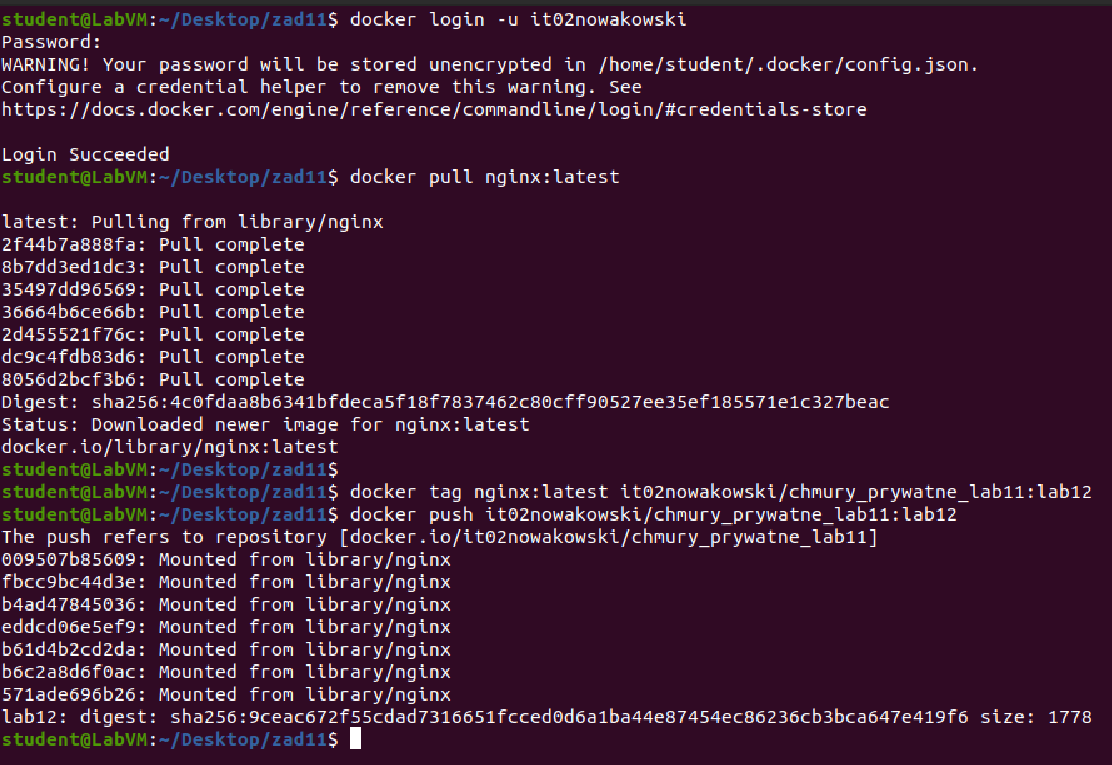 student@LabVM:~/Desktop/zad11$ docker login -u it02nowakowski
Password:
WARNING! Your password will be stored unencrypted in /home/student/.docker/config.json.
Configure a credential helper to remove this warning. See
https://docs.docker.com/engine/reference/commandline/login/#credentials-store
Login Succeeded
student@LabVM:~/Desktop/zad11$ docker pull nginx:latest
latest: Pulling from library/nginx
2f44b7a888fa: Pull complete
8b7dd3ed1dc3: Pull complete
35497dd96569: Pull complete
36664b6ce66b: Pull complete
2d455521f76c: Pull complete
dc9c4fdb83d6: Pull complete
8056d2bcf3b6: Pull complete
Digest: sha256:4c0fdaa8b6341bfdeca5f18f7837462c80cff90527ee35ef185571e1c327beac
Status: Downloaded newer image for nginx:latest
docker.io/library/nginx:latest
student@LabVM:~/Desktop/zad11$
student@LabVM:~/Desktop/zad11$ docker tag nginx:latest it02nowakowski/chmury_prywatne_lab11:lab12
student@LabVM:~/Desktop/zad11$ docker push it02nowakowski/chmury_prywatne_lab11:lab12
The push refers to repository [docker.io/it02nowakowski/chmury_prywatne_lab11]
009507b85609: Mounted from library/nginx
fbcc9bc44d3e: Mounted from library/nginx
b4ad47845036: Mounted from library/nginx
eddcd06e5ef9: Mounted from library/nginx
b61d4b2cd2da: Mounted from library/nginx
b6c2a8d6f0ac: Mounted from library/nginx
571ade696b26: Mounted from library/nginx
lab12: digest: sha256:9ceac672f55cdad7316651fcced0d6a1ba44e87454ec86236cb3bca647e419f6 size: 1778
student@LabVM:~/Desktop/zad11$